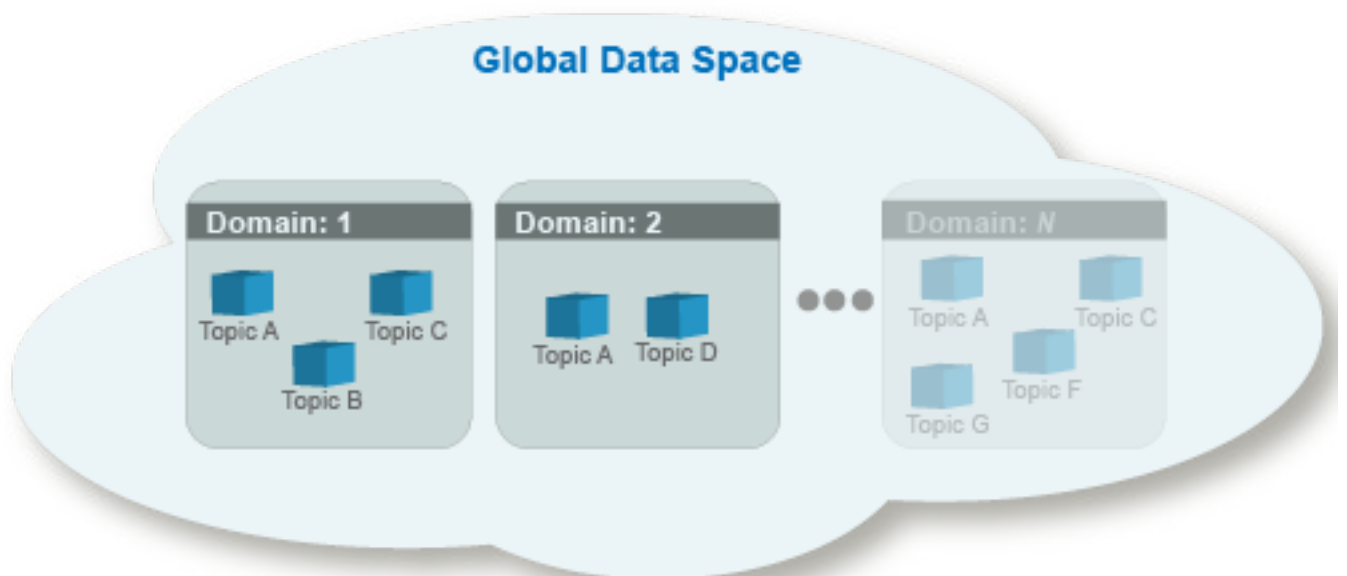 Global Data Space
Domain: 1
Topic A
Topic C
Topic B
Domain: 2
Topic A
Topic D
Domain: N
Topic A
Topic C
Topic F
Topic G